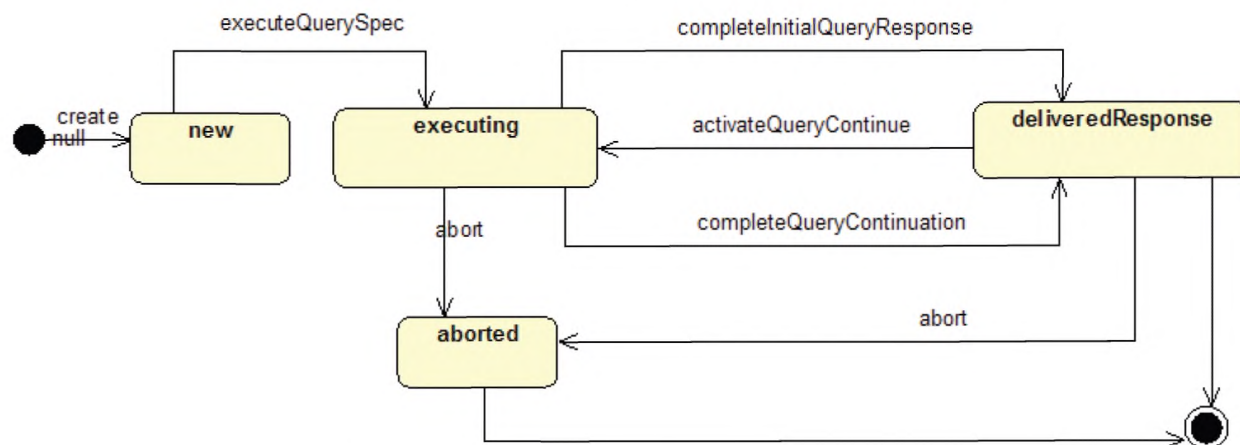 executeQuerySpec
completeInitialQueryResponse
create
null
new
executing
activateQueryContinue
deliveredResponse
completeQueryContinuation
abort
abort
aborted